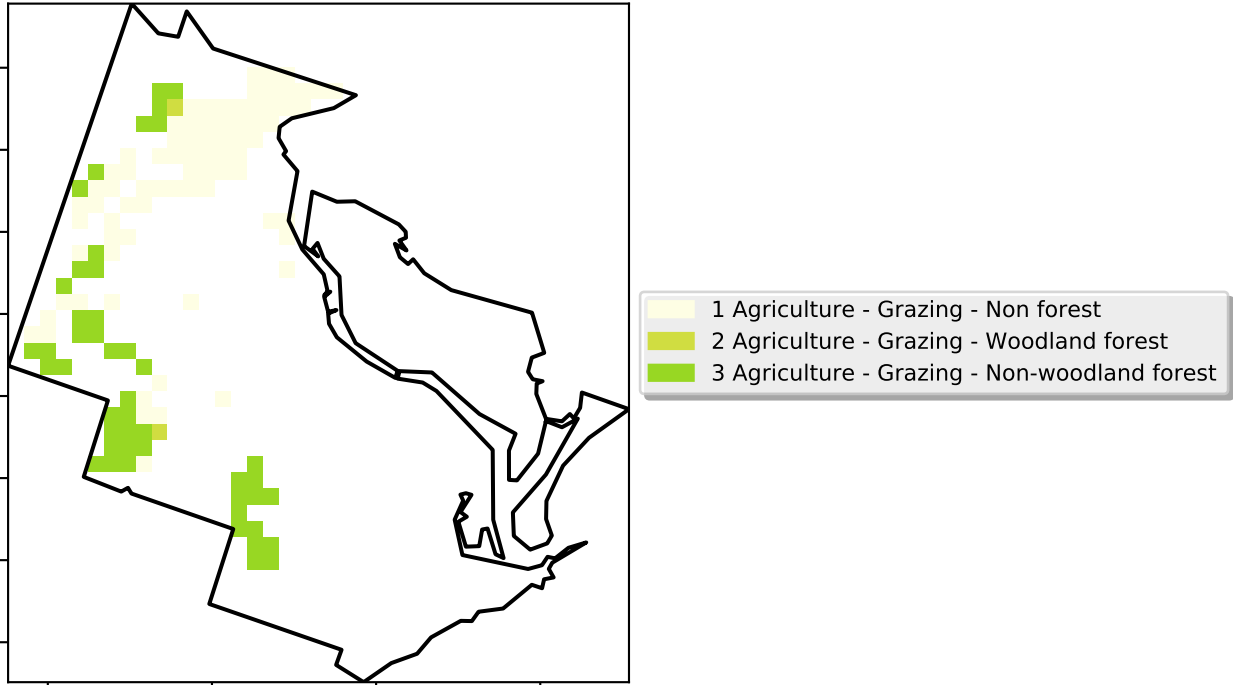 1 Agriculture - Grazing - Non forest
2 Agriculture - Grazing - Woodland forest
3 Agriculture - Grazing - Non-woodland forest